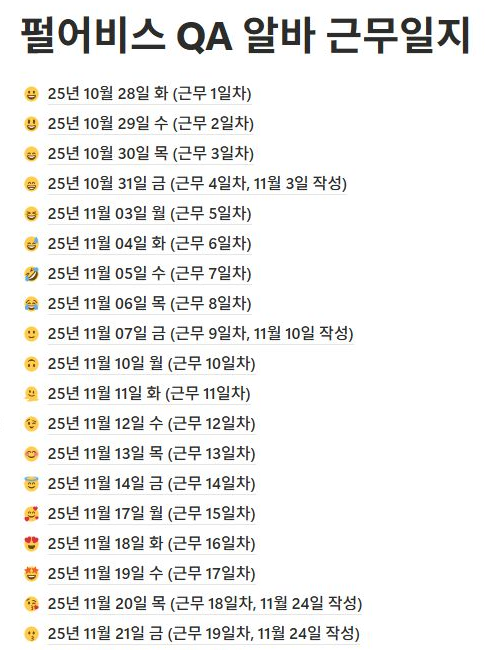 펄어비스 QA 알바 근무일지
25년 10월 28일 화 (근무 1일차)
25년 10월 29일 수 (근무 2일차)
25년 10월 30일 목 (근무 3일차)
25년 10월 31일 금 (근무 4일차, 11월 3일 작성)
25년 11월 03일 월 (근무 5일차)
25년 11월 04일 화 (근무 6일차)
25년 11월 05일 수 (근무 7일차)
25년 11월 06일 목 (근무 8일차)
25년 11월 07일 금 (근무 9일차, 11월 10일 작성)
25년 11월 10일 월 (근무 10일차)
25년 11월 11일 화 (근무 11일차)
25년 11월 12일 수 (근무 12일차)
25년 11월 13일 목 (근무 13일차)
25년 11월 14일 금 (근무 14일차)
25년 11월 17일 월 (근무 15일차)
25년 11월 18일 화 (근무 16일차)
25년 11월 19일 수 (근무 17일차)
25년 11월 20일 목 (근무 18일차, 11월 24일 작성)
25년 11월 21일 금 (근무 19일차, 11월 24일 작성)